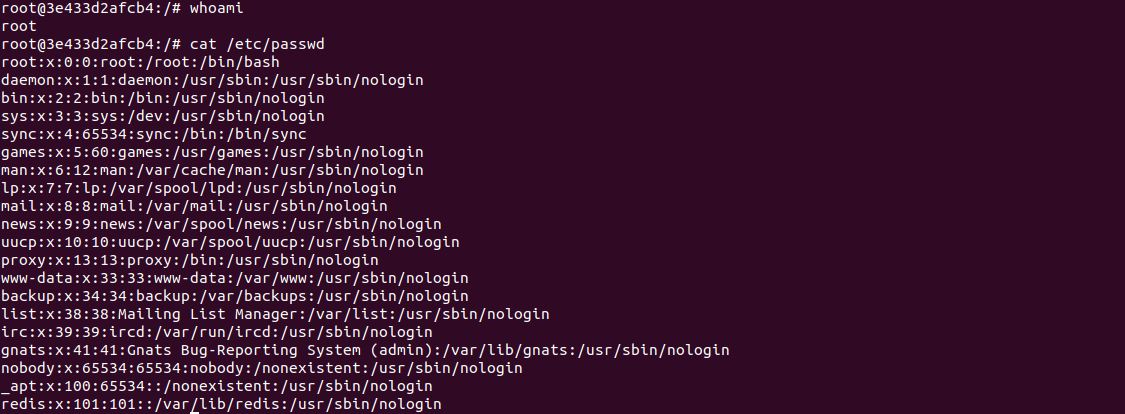 root@3e433d2afcb4:/# whoami
root
root@3e433d2afcb4:/# cat /etc/passwd
root:x:0:0:root:/root:/bin/bash
daemon:x:1:1:daemon:/usr/sbin:/usr/sbin/nologin
bin:x:2:2:bin:/bin:/usr/sbin/nologin
sys:x:3:3:sys:/dev:/usr/sbin/nologin
sync:x:4:65534:sync:/bin:/bin/sync
games:x:5:60:games:/usr/games:/usr/sbin/nologin
man:x:6:12:man:/var/cache/man:/usr/sbin/nologin
lp:x:7:7:lp:/var/spool/lpd:/usr/sbin/nologin
mail:x:8:8:mail:/var/mail:/usr/sbin/nologin
news:x:9:9:news:/var/spool/news:/usr/sbin/nologin
uucp:x:10:10:uucp:/var/spool/uucp:/usr/sbin/nologin
proxy:x:13:13:proxy:/bin:/usr/sbin/nologin
www-data:x:33:33:www-data:/var/www:/usr/sbin/nologin
backup:x:34:34:backup:/var/backups:/usr/sbin/nologin
list:x:38:38:Mailing List Manager:/var/list:/usr/sbin/nologin
irc:x:39:39:ircd:/var/run/ircd:/usr/sbin/nologin
gnats:x:41:41:Gnats Bug-Reporting System (admin):/var/lib/gnats:/usr/sbin/nologin
nobody:x:65534:65534:nobody:/nonexistent:/usr/sbin/nologin
_apt:x:100:65534::/nonexistent:/usr/sbin/nologin
redis:x:101:101::/var/lib/redis:/usr/sbin/nologin